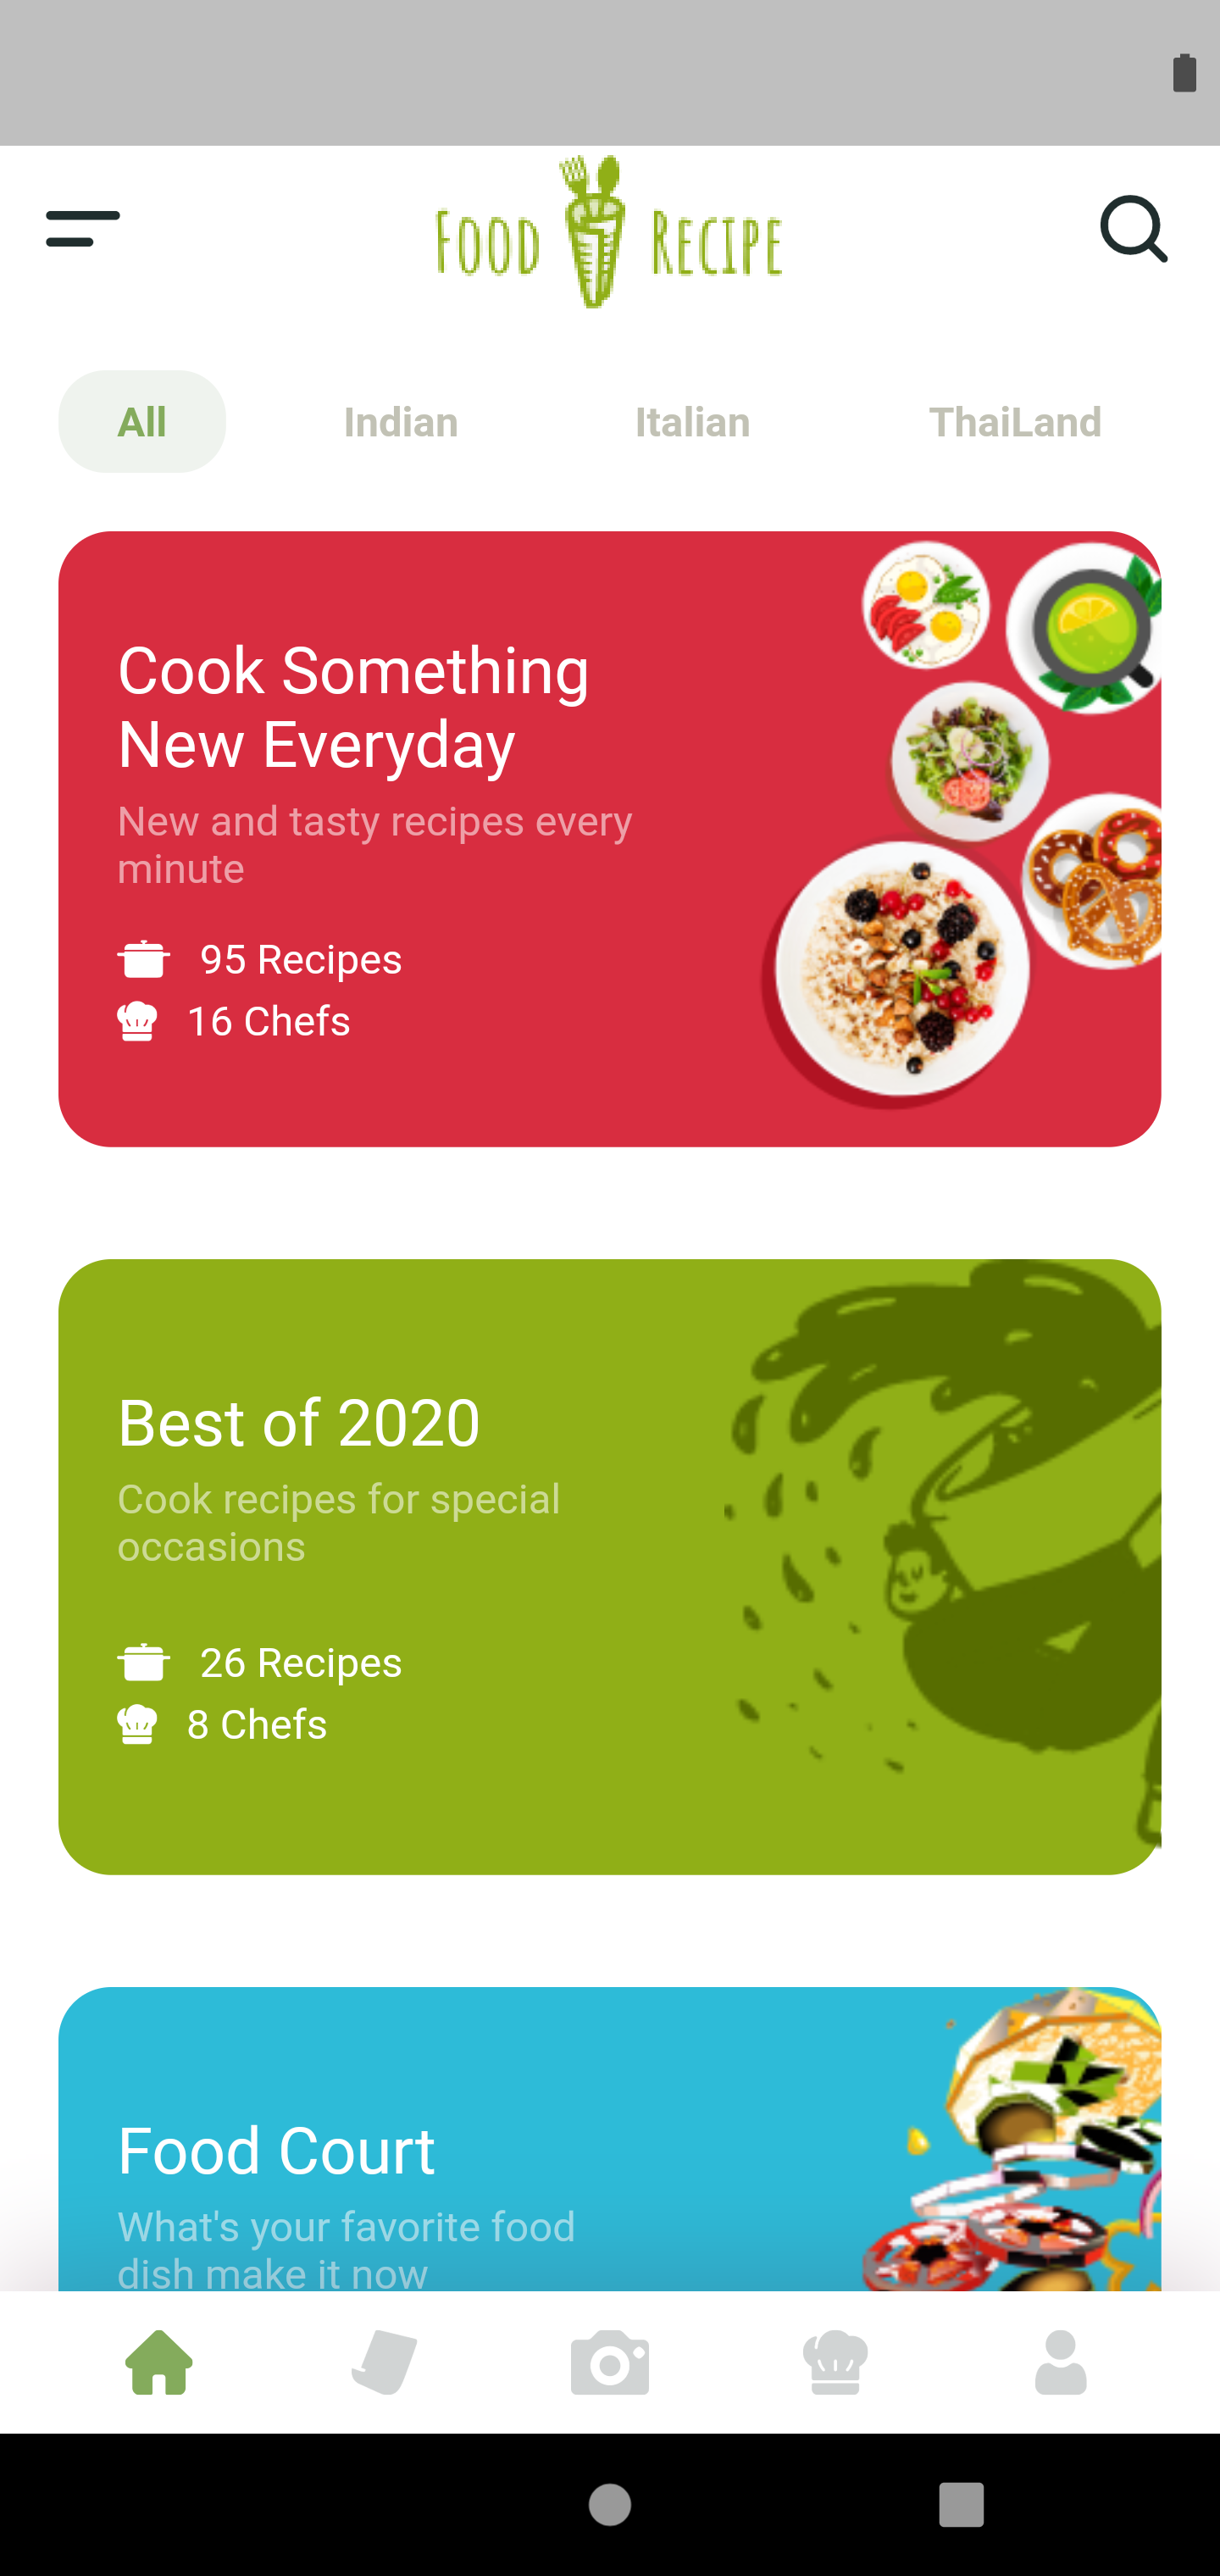 FOOD RECIPE
All Indian Italian ThaiLand
Cook Something
New Everyday
New and tasty recipes every
minute
95 Recipes
16 Chefs
Best of 2020
Cook recipes for special
occasions
26 Recipes
8 Chefs
Food Court
What's your favorite food
dish make it now